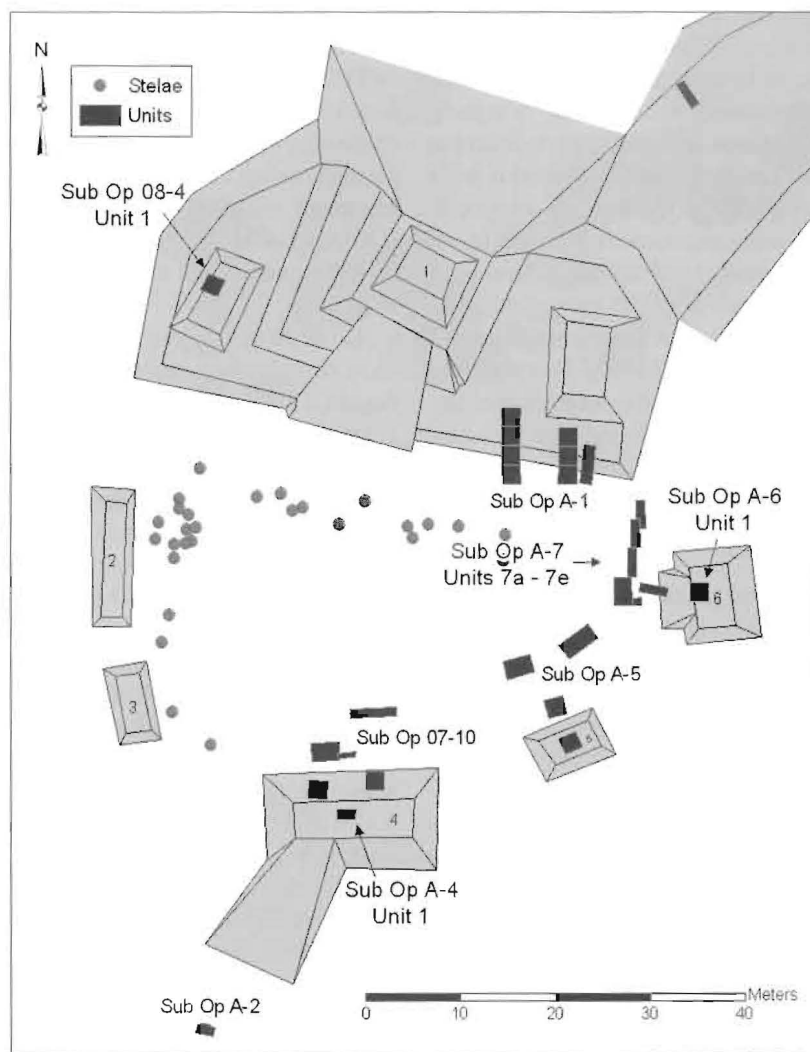 N
Stelae
Units
Sub Op 08-4
Unit 1
1
Sub Op A-1
Sub Op A-6
Unit 1
Sub Op A-7
Units 7a - 7e
2
6
Sub Op A-5
3
Sub Op 07-10
5
4
Sub Op A-4
Unit 1
Sub Op A-2
Meters
0 10 20 30 40